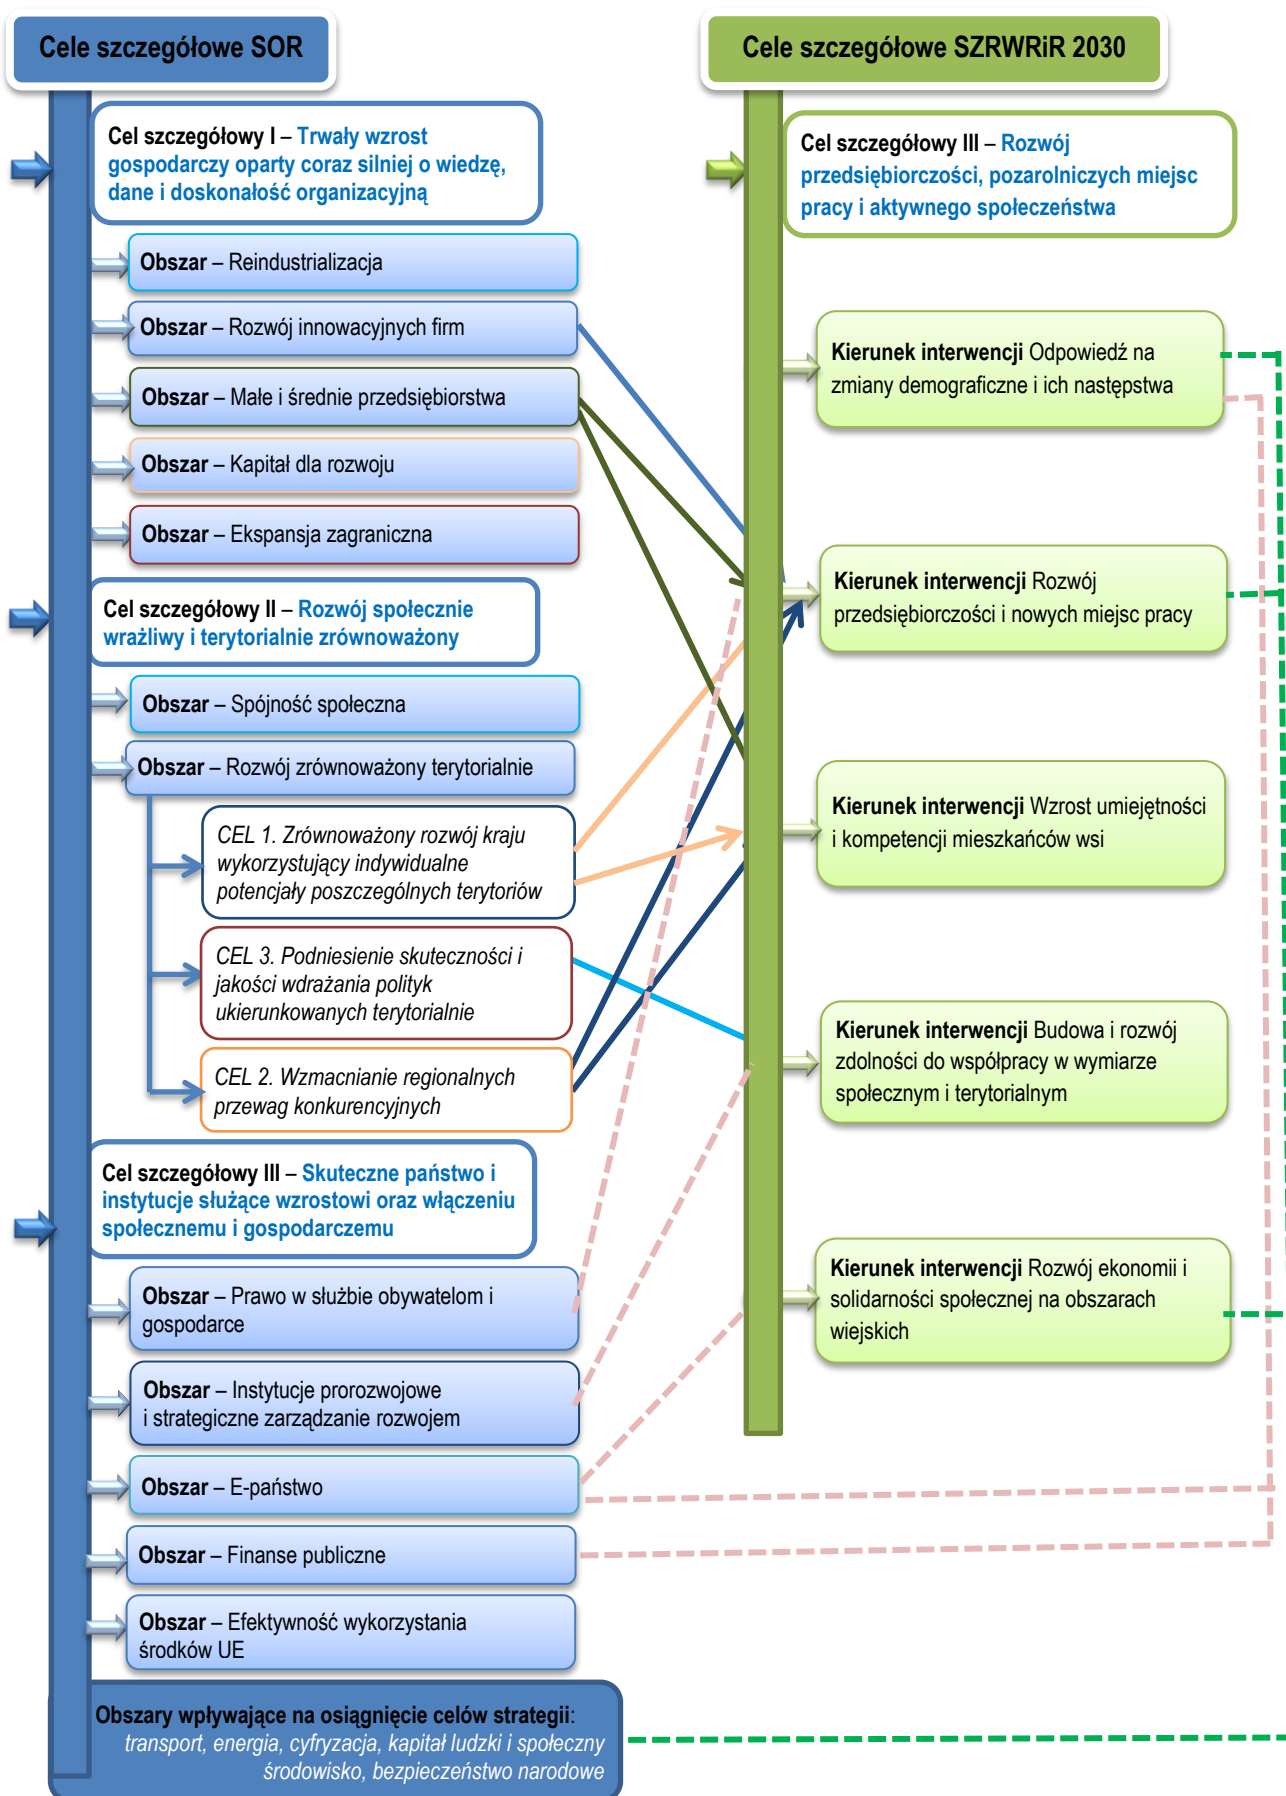 Cele szczegółowe SOR
Cel szczegółowy I – Trwały wzrost
gospodarczy oparty coraz silniej o wiedzę,
dane i doskonałość organizacyjną
Obszar – Reindustrializacja
Obszar – Rozwój innowacyjnych firm
Obszar – Małe i średnie przedsiębiorstwa
Obszar – Kapitał dla rozwoju
Obszar – Ekspansja zagraniczna
Cel szczegółowy II – Rozwój społecznie
wrażliwy i terytorialnie zrównoważony
Obszar – Spójność społeczna
Obszar – Rozwój zrównoważony terytorialnie
CEL 1. Zrównoważony rozwój kraju
wykorzystujący indywidualne
potencjały poszczególnych terytoriów
CEL 3. Podniesienie skuteczności i
jakości wdrażania polityk
ukierunkowanych terytorialnie
CEL 2. Wzmacnianie regionalnych
przewag konkurencyjnych
Cel szczegółowy III – Skuteczne państwo i
instytucje służące wzrostowi oraz włączeniu
społecznemu i gospodarczemu
Obszar – Prawo w służbie obywatelom i
gospodarce
Obszar – Instytucje prorozwojowe
i strategiczne zarządzanie rozwojem
Obszar – E-państwo
Obszar – Finanse publiczne
Obszar – Efektywność wykorzystania
środków UE
Obszary wpływające na osiągnięcie celów strategii:
transport, energia, cyfryzacja, kapitał ludzki i społeczny
środowisko, bezpieczeństwo narodowe
Cele szczegółowe SZRWRiR 2030
Cel szczegółowy III – Rozwój
przedsiębiorczości, pozarolniczych miejsc
pracy i aktywnego społeczeństwa
Kierunek interwencji Odpowiedź na
zmiany demograficzne i ich następstwa
Kierunek interwencji Rozwój
przedsiębiorczości i nowych miejsc pracy
Kierunek interwencji Wzrost umiejętności
i kompetencji mieszkańców wsi
Kierunek interwencji Budowa i rozwój
zdolności do współpracy w wymiarze
społecznym i terytorialnym
Kierunek interwencji Rozwój ekonomii i
solidarności społecznej na obszarach
wiejskich